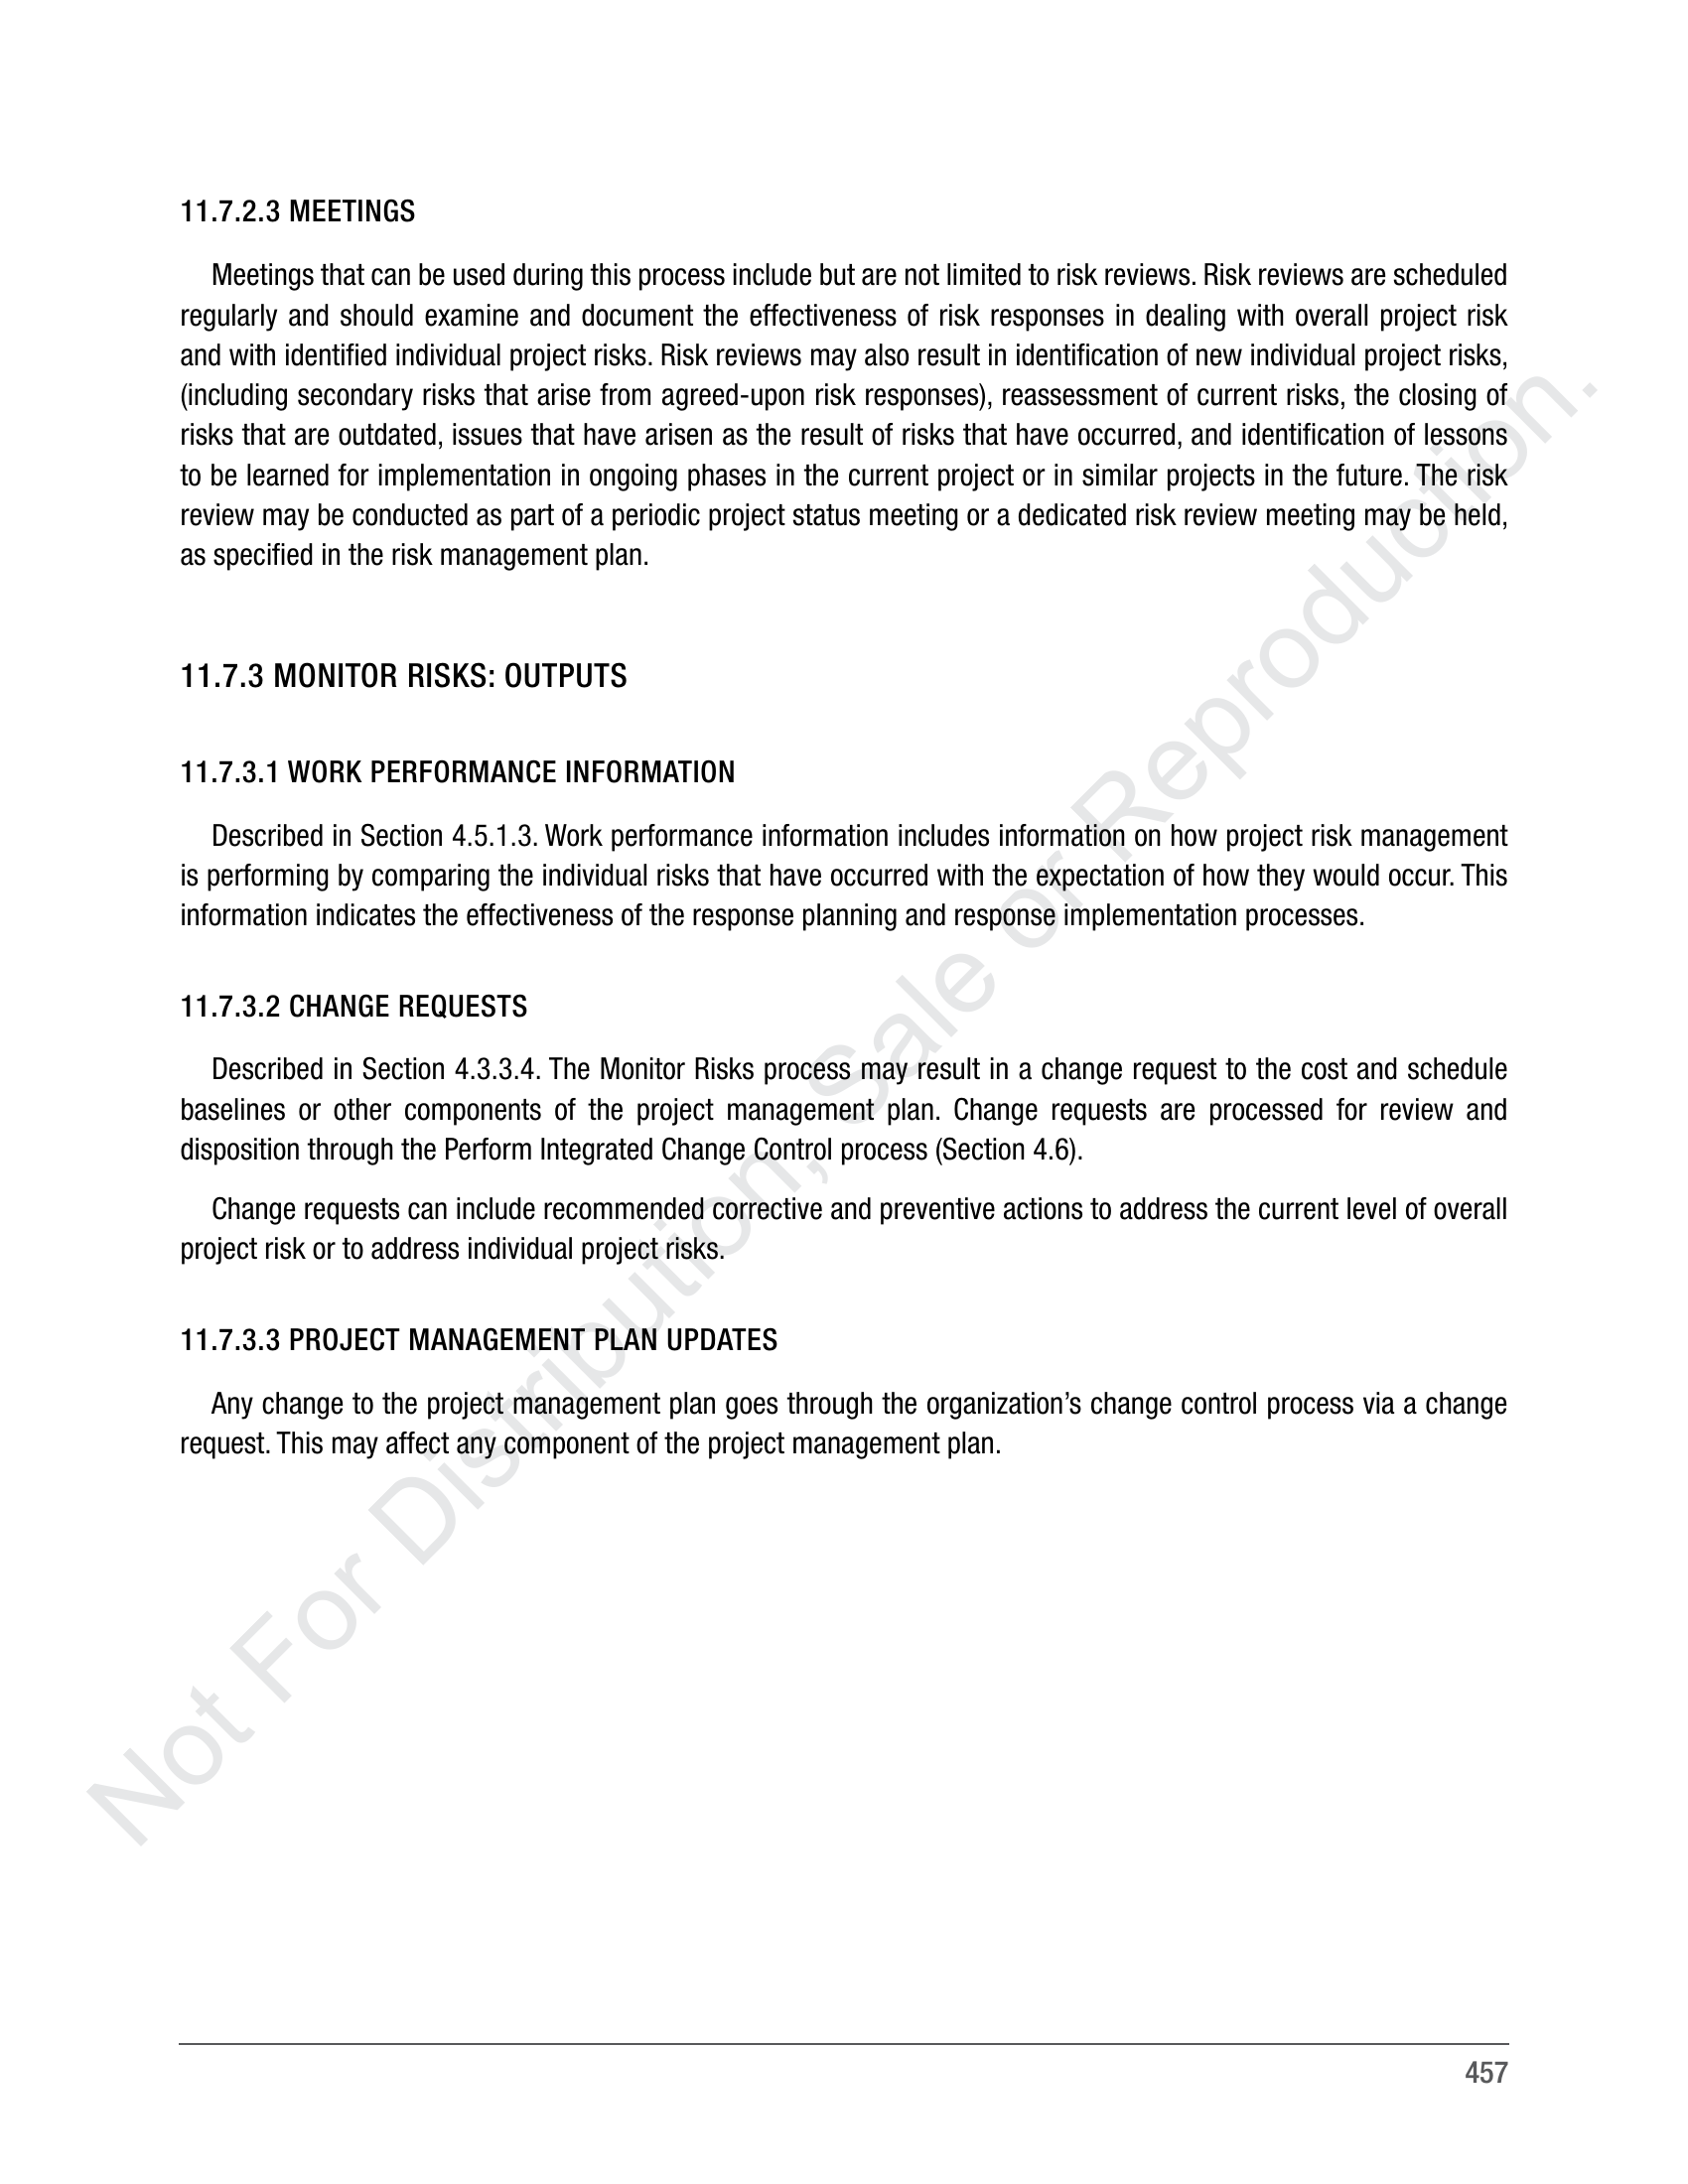 11.7.2.3 MEETINGS
Meetings that can be used during this process include but are not limited to risk reviews. Risk reviews are scheduled
regularly and should examine and document the effectiveness of risk responses in dealing with overall project risk
and with identified individual project risks. Risk reviews may also result in identification of new individual project risks,
(including secondary risks that arise from agreed-upon risk responses), reassessment of current risks, the closing of
risks that are outdated, issues that have arisen as the result of risks that have occurred, and identification of lessons
to be learned for implementation in ongoing phases in the current project or in similar projects in the future. The risk
review may be conducted as part of a periodic project status meeting or a dedicated risk review meeting may be held,
as specified in the risk management plan.
11.7.3 MONITOR RISKS: OUTPUTS
11.7.3.1 WORK PERFORMANCE INFORMATION
Described in Section 4.5.1.3. Work performance information includes information on how project risk management
is performing by comparing the individual risks that have occurred with the expectation of how they would occur. This
information indicates the effectiveness of the response planning and response implementation processes.
11.7.3.2 CHANGE REQUESTS
Described in Section 4.3.3.4. The Monitor Risks process may result in a change request to the cost and schedule
baselines or other components of the project management plan. Change requests are processed for review and
disposition through the Perform Integrated Change Control process (Section 4.6).
Change requests can include recommended corrective and preventive actions to address the current level of overall
project risk or to address individual project risks.
11.7.3.3 PROJECT MANAGEMENT PLAN UPDATES
Any change to the project management plan goes through the organization’s change control process via a change
request. This may affect any component of the project management plan.
Not For Distribution, Sale or Reproduction.
457